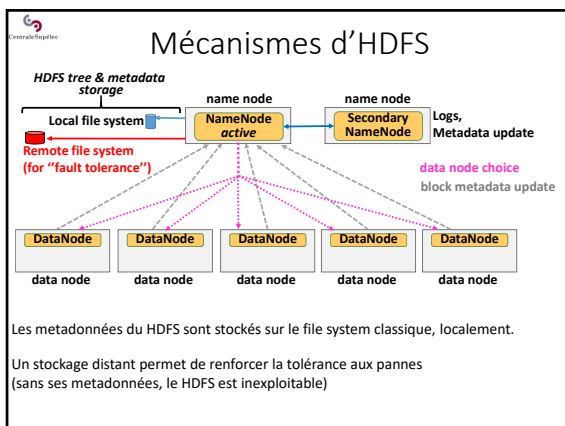 CentraleSupélec
Mécanismes d’HDFS
HDFS tree & metadata
storage
name node
name node
Local file system
NameNode
active
Secondary
NameNode
Logs,
Metadata update
Remote file system
(for “fault tolerance”)
data node choice
block metadata update
DataNode
DataNode
DataNode
DataNode
DataNode
data node
data node
data node
data node
data node
Les metadonnées du HDFS sont stockés sur le file system classique, localement.
Un stockage distant permet de renforcer la tolérance aux pannes
(sans ses metadonnées, le HDFS est inexploitable)